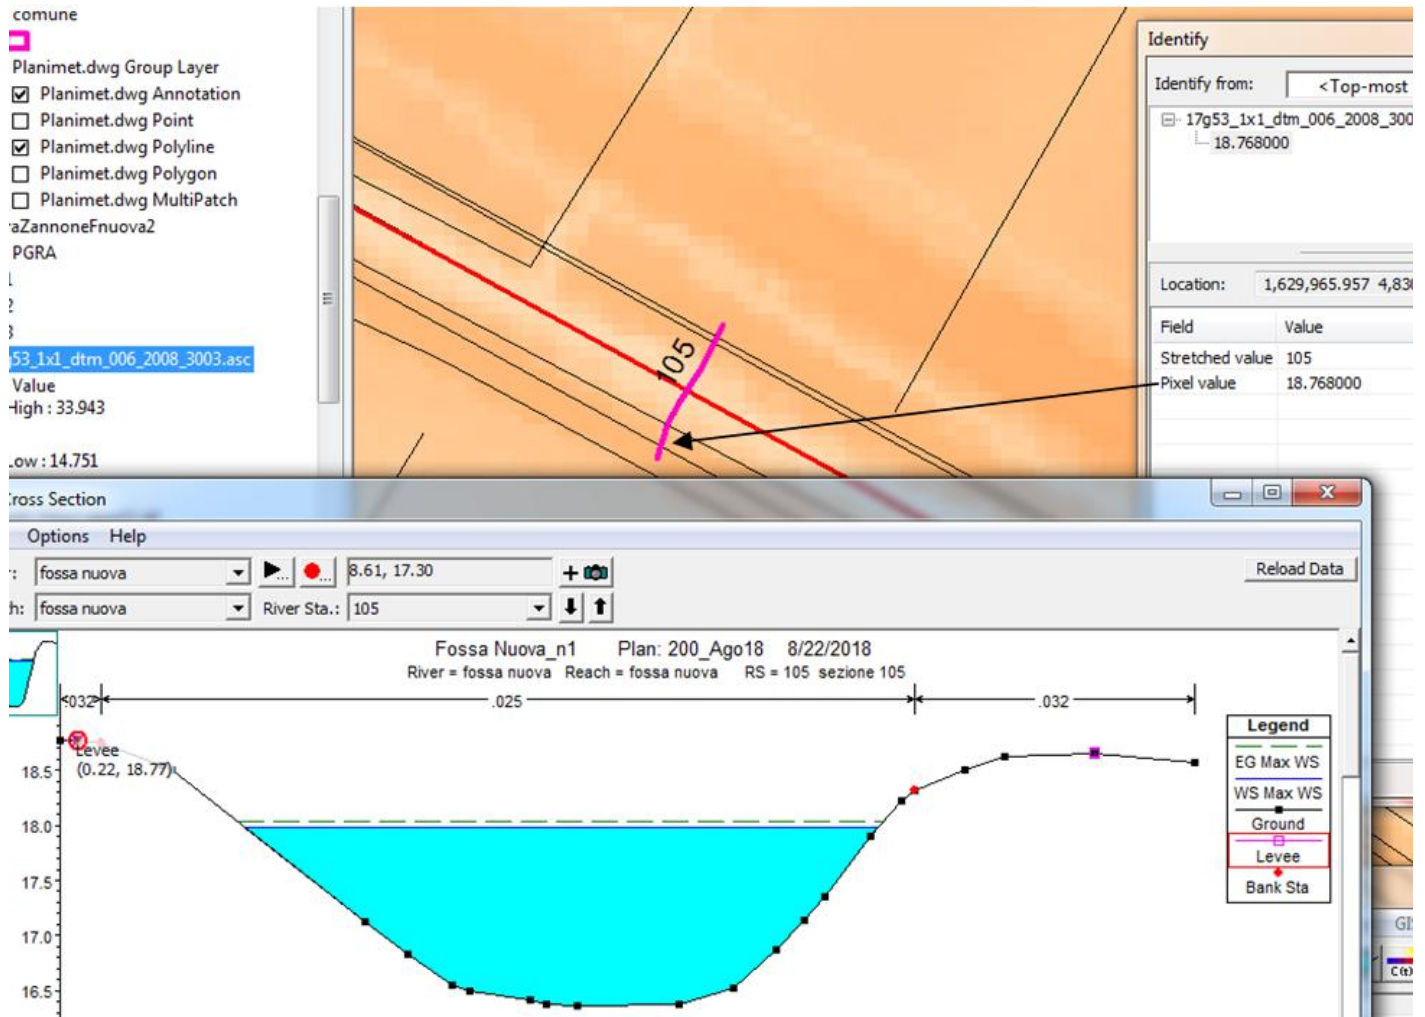 comune
Planimet.dwg Group Layer
Planimet.dwg Annotation
Planimet.dwg Point
Planimet.dwg Polyline
Planimet.dwg Polygon
Planimet.dwg MultiPatch
raZannoneFnuova2
PGRA
g53_1x1_dtm_006_2008_3003.asc
Value
High : 33.943
Low : 14.751
105
Identify
Identify from: <Top-most
17g53_1x1_dtm_006_2008_300
18.768000
Location: 1,629,965.957 4,830
Field Value
Stretched value 105
Pixel value 18.768000
Cross Section
Options Help
r: fossa nuova 8.61, 17.30 Reload Data
h: fossa nuova River Sta.: 105
Fossa Nuova_n1 Plan: 200_Ago18 8/22/2018
River = fossa nuova Reach = fossa nuova RS = 105 sezione 105
.032 .025 .032
Levee
(0.22, 18.77)
18.5
18.0
17.5
17.0
16.5
Legend
EG Max WS
WS Max WS
Ground
Levee
Bank Sta
GI
C(t)